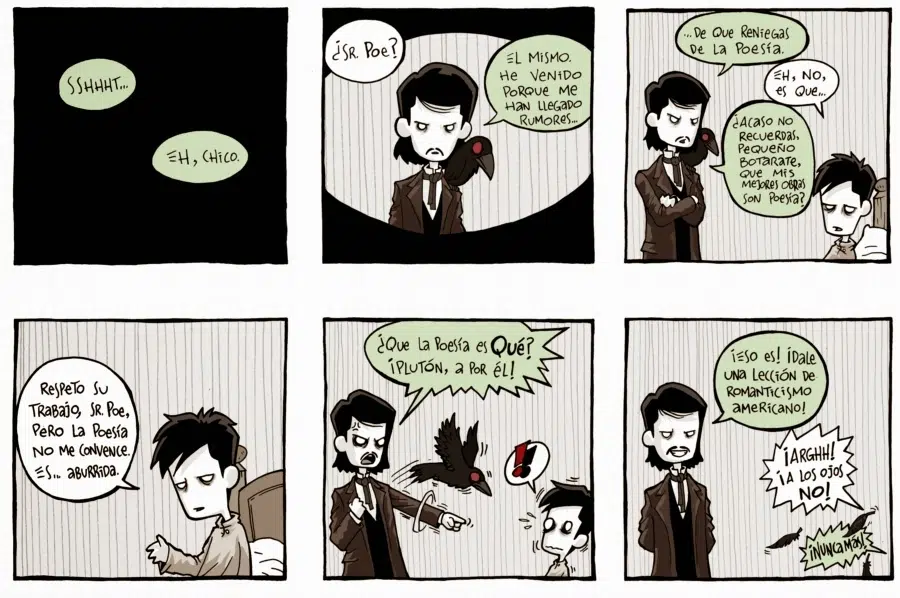 SSHHHT...
EH, CHICO.
¿SR. POE?
EL MISMO.
HE VENIDO
PORQUE ME
HAN LLEGADO
RUMORES...
...DE QUE RENIEGAS
DE LA POESÍA.
EH, NO,
ES QUE...
¿ACASO NO
RECUERDAS,
PEQUEÑO
BOTARATE,
QUE MIS
MEJORES OBRAS
SON POESÍA?
RESPETO SU
TRABAJO, SR. POE,
PERO LA POESÍA
NO ME CONVENCE.
ES... ABURRIDA.
¿QUE LA POESÍA ES QUÉ?
¡PLUTÓN, A POR ÉL!
!
¡ESO ES! ¡DALE
UNA LECCIÓN DE
ROMANTICISMO
AMERICANO!
¡ARGHH!
¡A LOS OJOS
NO!
¡NUNCA MÁS!